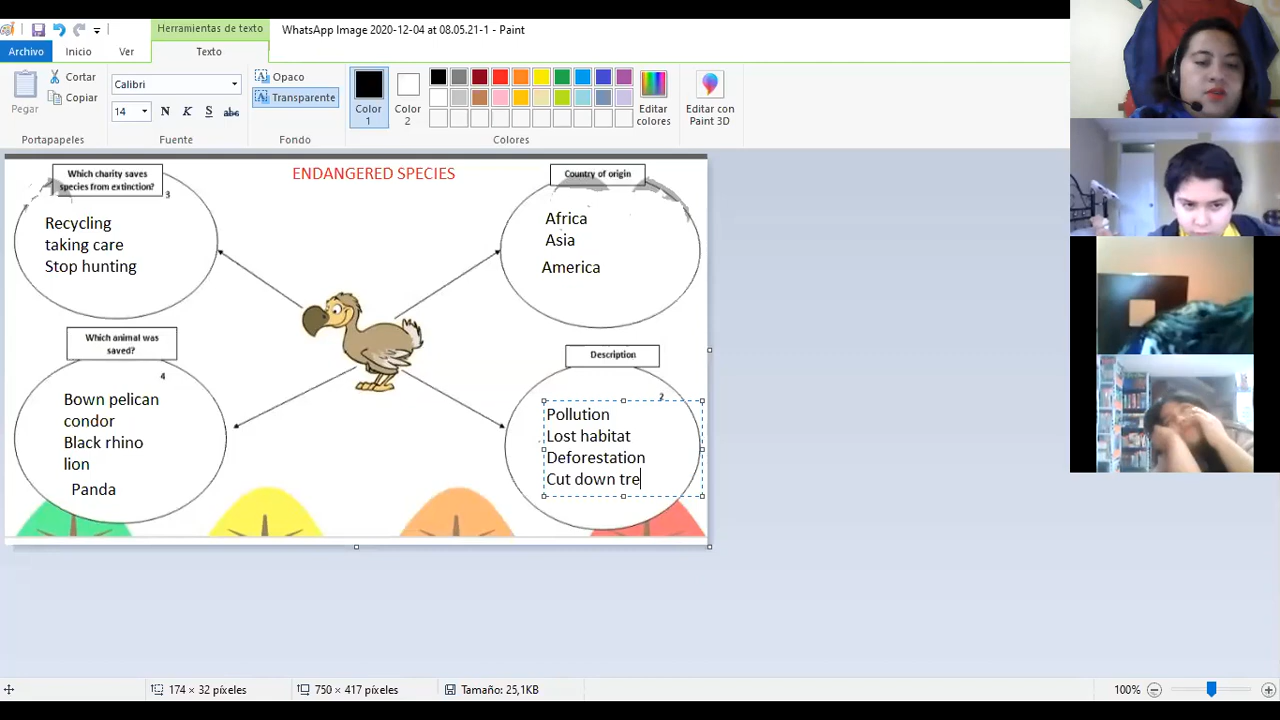 Herramientas de texto
WhatsApp Image 2020-12-04 at 08.05.21-1 - Paint
Archivo
Inicio
Ver
Texto
Pegar
Cortar
Copiar
Portapapeles
Calibri
14
N K S abc
Fuente
Opaco
Transparente
Fondo
Color 1
Color 2
Colores
Editar colores
Editar con Paint 3D
ENDANGERED SPECIES
Which charity saves
species from extinction?
3
Recycling
taking care
Stop hunting
Country of origin
Africa
Asia
America
Which animal was
saved?
4
Bown pelican
condor
Black rhino
lion
Panda
Description
2
Pollution
Lost habitat
Deforestation
Cut down tre
174 × 32 píxeles
750 × 417 píxeles
Tamaño: 25,1KB
100%